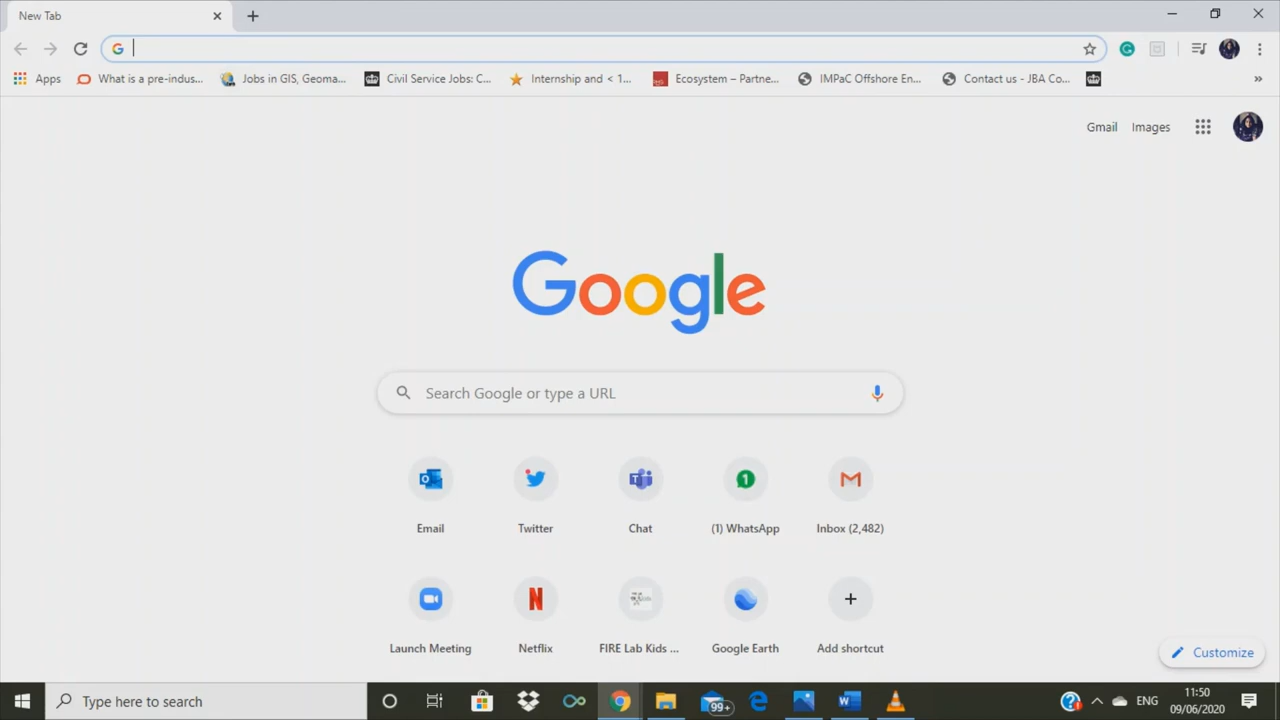 New Tab
Apps
What is a pre-indus...
Jobs in GIS, Geoma...
Civil Service Jobs: C...
Internship and < 1...
Ecosystem – Partne...
IMPaC Offshore En...
Contact us - JBA Co...
»
Gmail
Images
Google
Search Google or type a URL
Email
Twitter
Chat
(1) WhatsApp
Inbox (2,482)
Launch Meeting
Netflix
FIRE Lab Kids ...
Google Earth
Add shortcut
Customize
Type here to search
99+
ENG
11:50
09/06/2020